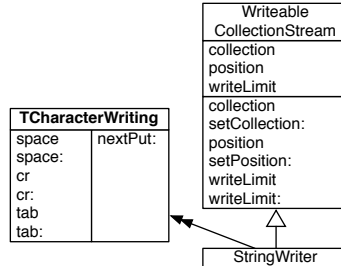 Writeable
CollectionStream
collection
position
writeLimit
collection
setCollection:
position
setPosition:
writeLimit
writeLimit:
TCharacterWriting
space
space:
cr
cr:
tab
tab:
nextPut:
StringWriter